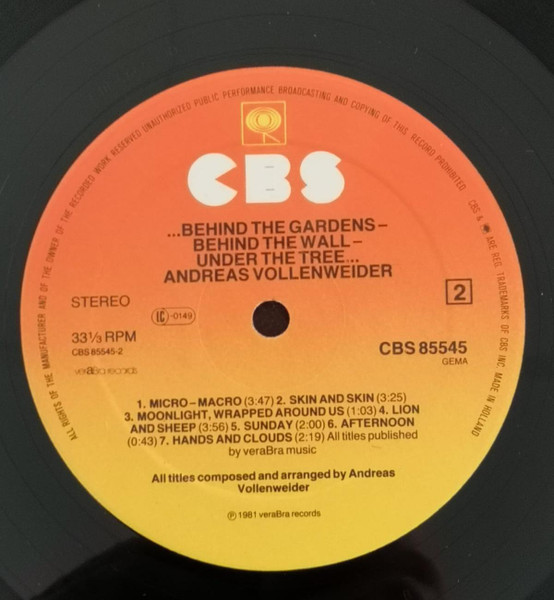 ALL RIGHTS OF THE MANUFACTURER AND OF THE OWNER OF THE RECORDED WORK RESERVED UNAUTHORIZED PUBLIC PERFORMANCE BROADCASTING AND COPYING OF THIS RECORD PROHIBITED
CBS & ARE REG. TRADEMARKS OF CBS INC. MADE IN HOLLAND
CBS
...BEHIND THE GARDENS–
BEHIND THE WALL–
UNDER THE TREE...
ANDREAS VOLLENWEIDER
STEREO
LC-0149
2
33⅓ RPM
CBS 85545-2
CBS 85545
GEMA
veraBra records
1. MICRO–MACRO (3:47) 2. SKIN AND SKIN (3:25)
3. MOONLIGHT, WRAPPED AROUND US (1:03) 4. LION
AND SHEEP (3:56) 5. SUNDAY (2:00) 6. AFTERNOON
(0:43) 7. HANDS AND CLOUDS (2:19) All titles published
by veraBra music
All titles composed and arranged by Andreas
Vollenweider
℗ 1981 veraBra records